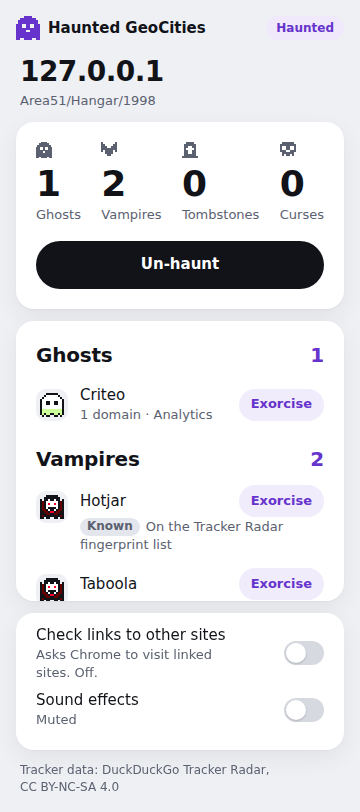 Haunted GeoCities
Haunted
127.0.0.1
Area51/Hangar/1998
1 2 0 0
Ghosts Vampires Tombstones Curses
Un-haunt
Ghosts 1
Criteo
1 domain · Analytics
Exorcise
Vampires 2
Hotjar
Exorcise
Known On the Tracker Radar
fingerprint list
Taboola
Exorcise
Check links to other sites
Asks Chrome to visit linked
sites. Off.
Sound effects
Muted
Tracker data: DuckDuckGo Tracker Radar,
CC BY-NC-SA 4.0